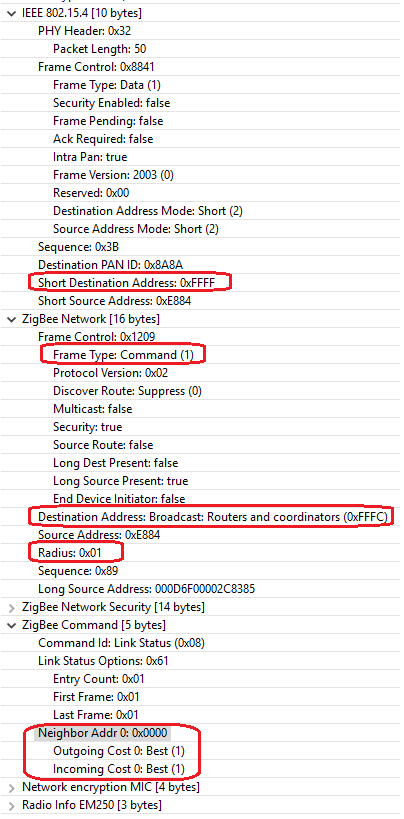 IEEE 802.15.4 [10 bytes]
PHY Header: 0x32
Packet Length: 50
Frame Control: 0x8841
Frame Type: Data (1)
Security Enabled: false
Frame Pending: false
Ack Required: false
Intra Pan: true
Frame Version: 2003 (0)
Reserved: 0x00
Destination Address Mode: Short (2)
Source Address Mode: Short (2)
Sequence: 0x3B
Destination PAN ID: 0x8A8A
Short Destination Address: 0xFFFF
Short Source Address: 0xE884
ZigBee Network [16 bytes]
Frame Control: 0x1209
Frame Type: Command (1)
Protocol Version: 0x02
Discover Route: Suppress (0)
Multicast: false
Security: true
Source Route: false
Long Dest Present: false
Long Source Present: true
End Device Initiator: false
Destination Address: Broadcast: Routers and coordinators (0xFFFC)
Source Address: 0xE884
Radius: 0x01
Sequence: 0x89
Long Source Address: 000D6F00002C8385
ZigBee Network Security [14 bytes]
ZigBee Command [5 bytes]
Command Id: Link Status (0x08)
Link Status Options: 0x61
Entry Count: 0x01
First Frame: 0x01
Last Frame: 0x01
Neighbor Addr 0: 0x0000
Outgoing Cost 0: Best (1)
Incoming Cost 0: Best (1)
Network encryption MIC [4 bytes]
Radio Info EM250 [3 bytes]